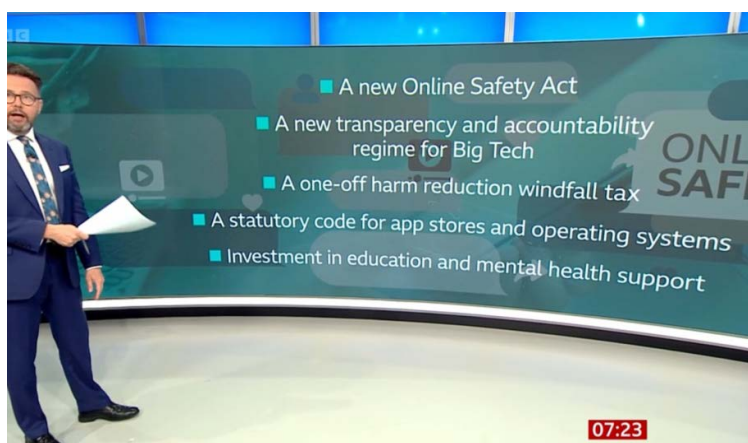 A new Online Safety Act
A new transparency and accountability
regime for Big Tech
ONL
SAF
A one-off harm reduction windfall tax
A statutory code for app stores and operating systems
Investment in education and mental health support
07:23